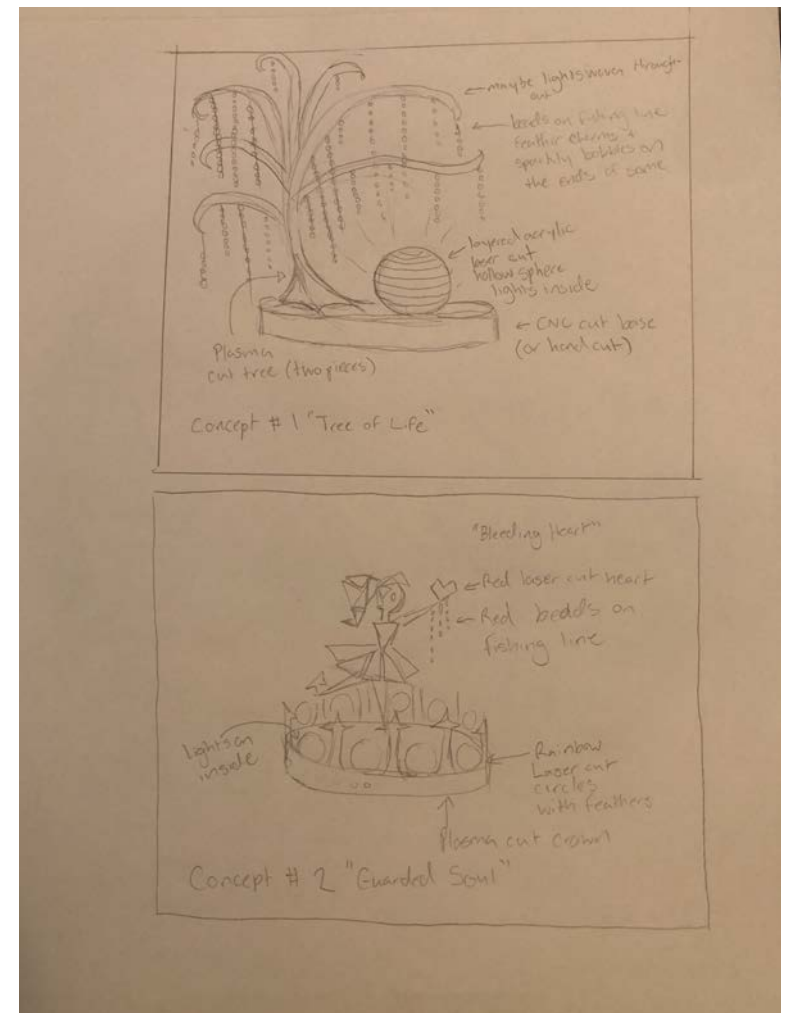 maybe lights woven through-
out
beeds on fishing line
feather charms +
sparkly bobbles on
the ends of some
layered acrylic
laser cut
hollow sphere
lights inside
← CNC cut base
(or hand cut)
Plasma
cut tree (two pieces)
Concept # 1 "Tree of Life"
"Bleeding Heart"
← Red laser cut heart
← Red beeds on
fishing line
Lights on
inside
Rainbow
Laser cut
circles
with feathers
Plasma cut crown
Concept # 2 "Guarded Soul"